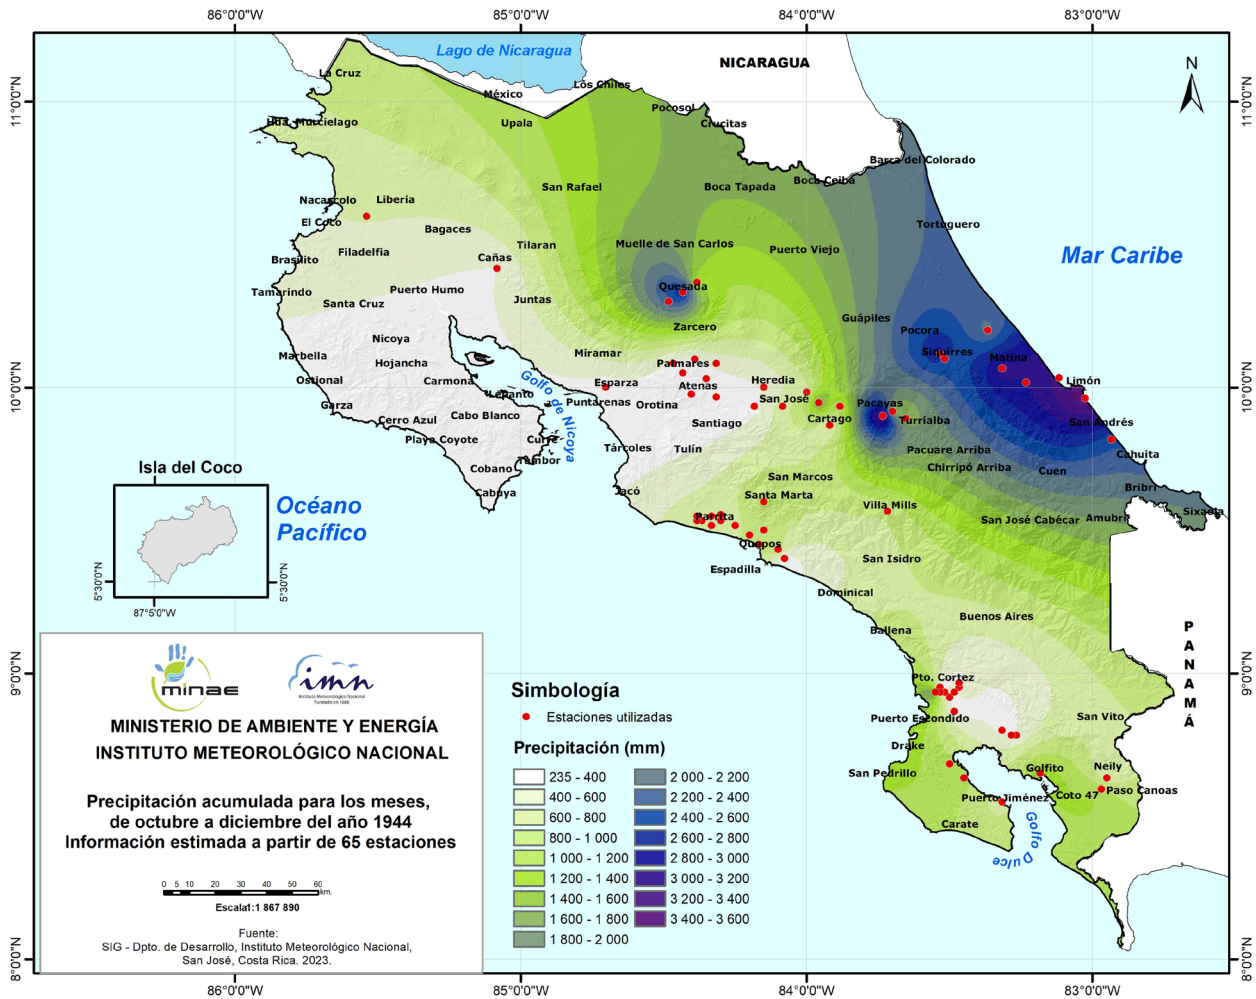 86°0'0"W
85°0'0"W
84°0'0"W
83°0'0"W
Lago de Nicaragua
NICARAGUA
N
La Cruz
México
Los Chiles
11°0'0"N
11°0'0"N
Pocosol
Hda. Murcielago
Upala
Crucitas
Barra del Colorado
San Rafael
Boca Tapada
Boca Ceiba
Nacascolo
Liberia
El Coco
Bagaces
Tortuguero
Filadelfia
Tilaran
Muelle de San Carlos
Puerto Viejo
Mar Caribe
Brasilito
Cañas
Tamarindo
Puerto Humo
Quesada
Santa Cruz
Juntas
Guápiles
Zarcero
Pocora
Nicoya
Miramar
Siquirres
Matina
Marbella
Hojancha
Palmares
Ostional
Carmona
Esparza
Atenas
Heredia
Limón
10°0'0"N
10°0'0"N
Lepanto
Puntarenas
Orotina
San José
Pacayas
Garza
Cerro Azul
Cabo Blanco
Golfo de Nicoya
Santiago
Cartago
Turrialba
San Andrés
Playa Coyote
Curú
Tárcoles
Tulín
Pacuare Arriba
Cahuita
Isla del Coco
Cobano
Tambor
Chirripó Arriba
Cuen
Cabuya
Jacó
San Marcos
Santa Marta
Bribri
Océano
Pacífico
Parrita
Villa Mills
San José Cabécar
Amubri
Sixaola
Quepos
Espadilla
San Isidro
5°30'0"N
5°30'0"N
87°5'0"W
Dominical
Buenos Aires
Ballena
PANAMÁ
minae
imn
Instituto Meteorológico Nacional
Fundado en 1888
9°0'0"N
9°0'0"N
Pto. Cortez
Puerto Escondido
San Vito
Drake
San Pedrillo
Golfito
Neily
Puerto Jiménez
Coto 47
Paso Canoas
Carate
Golfo Dulce
MINISTERIO DE AMBIENTE Y ENERGÍA
INSTITUTO METEOROLÓGICO NACIONAL
Precipitación acumulada para los meses,
de octubre a diciembre del año 1944
Información estimada a partir de 65 estaciones
0 5 10 20 30 40 50 60
km.
Escala1:1 867 890
Fuente:
SIG - Dpto. de Desarrollo, Instituto Meteorológico Nacional,
San José, Costa Rica. 2023.
Simbología
Estaciones utilizadas
Precipitación (mm)
235 - 400
400 - 600
600 - 800
800 - 1 000
1 000 - 1 200
1 200 - 1 400
1 400 - 1 600
1 600 - 1 800
1 800 - 2 000
2 000 - 2 200
2 200 - 2 400
2 400 - 2 600
2 600 - 2 800
2 800 - 3 000
3 000 - 3 200
3 200 - 3 400
3 400 - 3 600
8°0'0"N
8°0'0"N
86°0'0"W
85°0'0"W
84°0'0"W
83°0'0"W